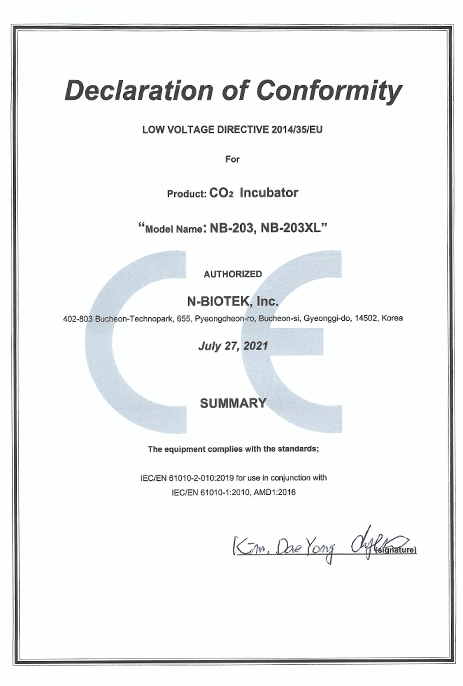 Declaration of Conformity
LOW VOLTAGE DIRECTIVE 2014/35/EU
For
Product: CO₂ Incubator
“Model Name: NB-203, NB-203XL”
AUTHORIZED
N-BIOTEK, Inc.
402-803 Bucheon-Technopark, 655, Pyeongcheon-ro, Bucheon-si, Gyeonggi-do, 14502, Korea
July 27, 2021
CE
SUMMARY
The equipment complies with the standards;
IEC/EN 61010-2-010:2019 for use in conjunction with
IEC/EN 61010-1:2010, AMD1:2016
Kim, Dae Yong
(signature)